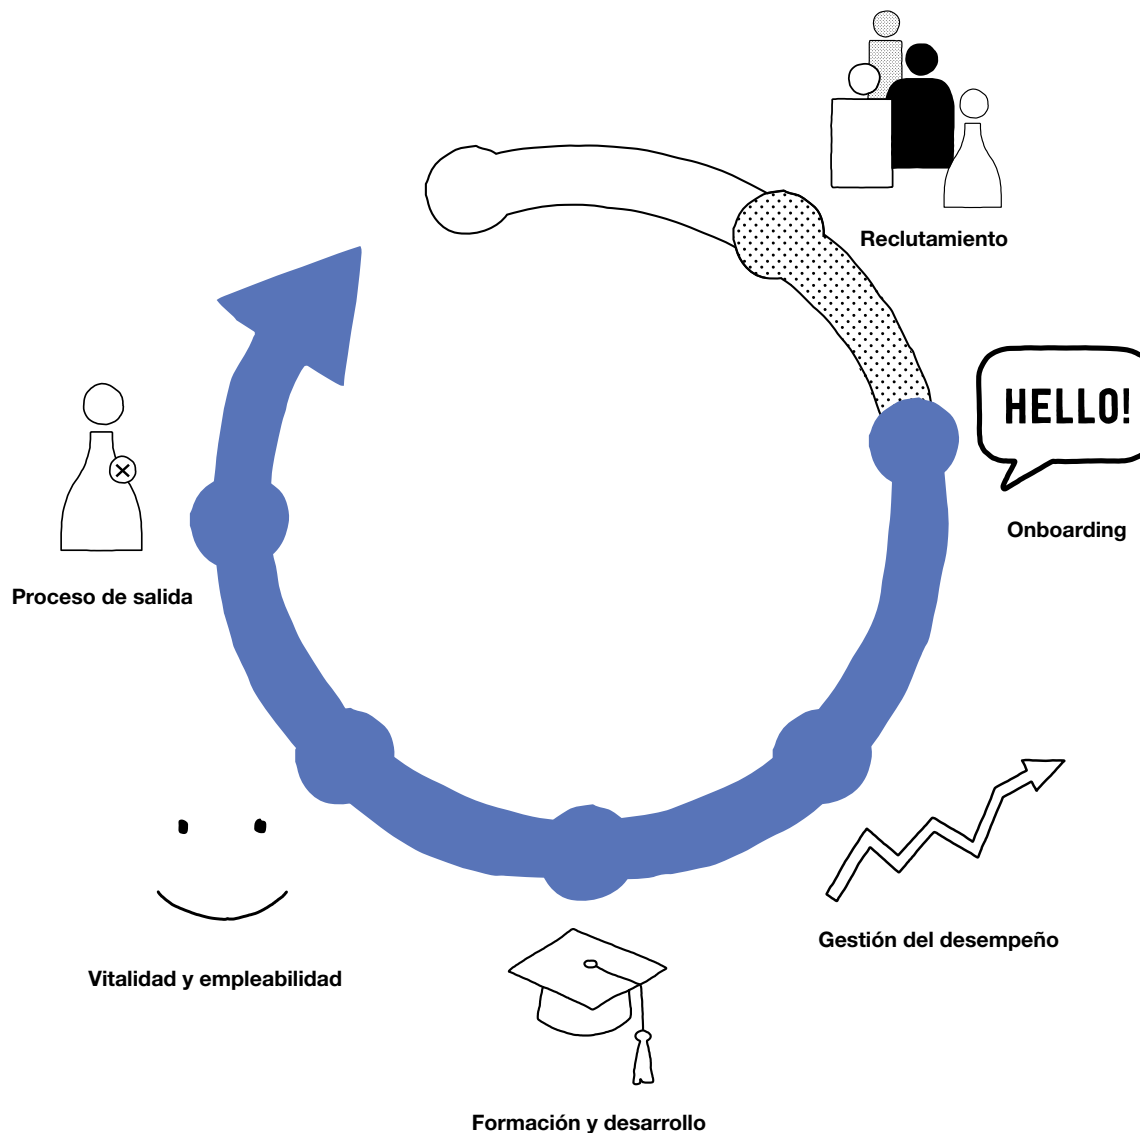 Reclutamiento
HELLO!
Onboarding
Gestión del desempeño
Formación y desarrollo
Vitalidad y empleabilidad
Proceso de salida